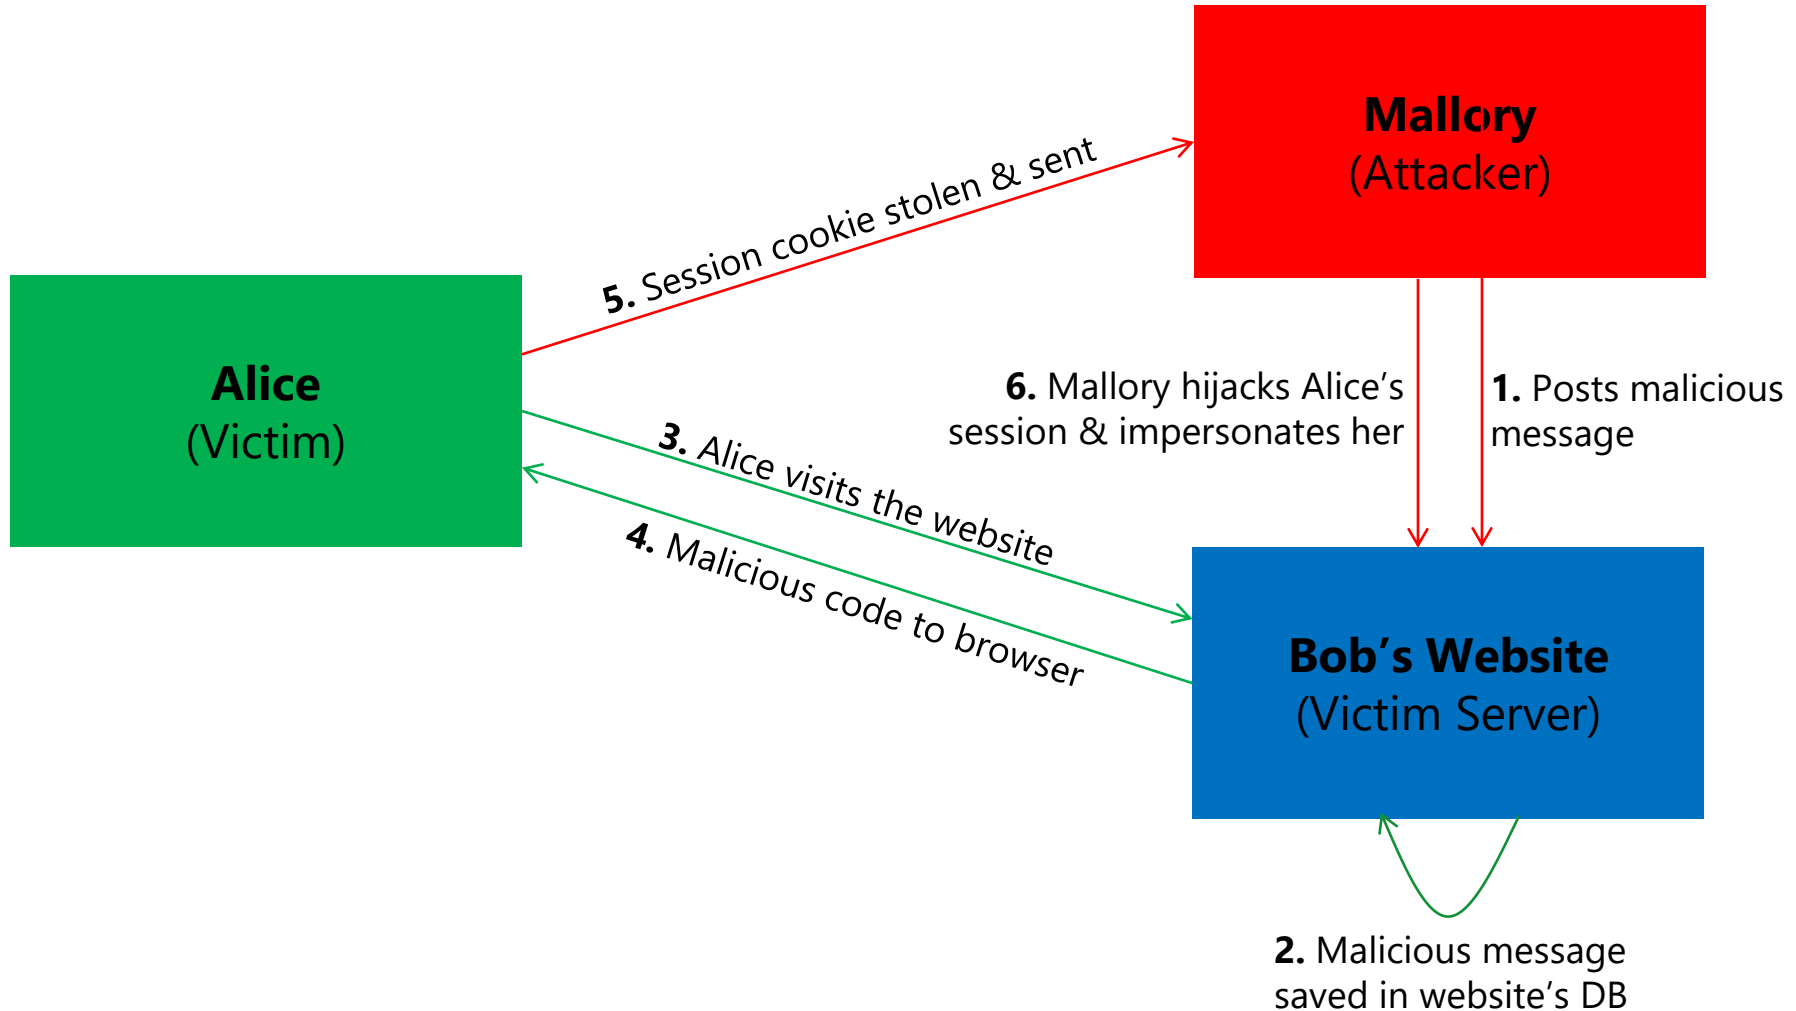 Mallory
(Attacker)
5. Session cookie stolen & sent
Alice
(Victim)
6. Mallory hijacks Alice’s
session & impersonates her
1. Posts malicious
message
3. Alice visits the website
4. Malicious code to browser
Bob’s Website
(Victim Server)
2. Malicious message
saved in website’s DB